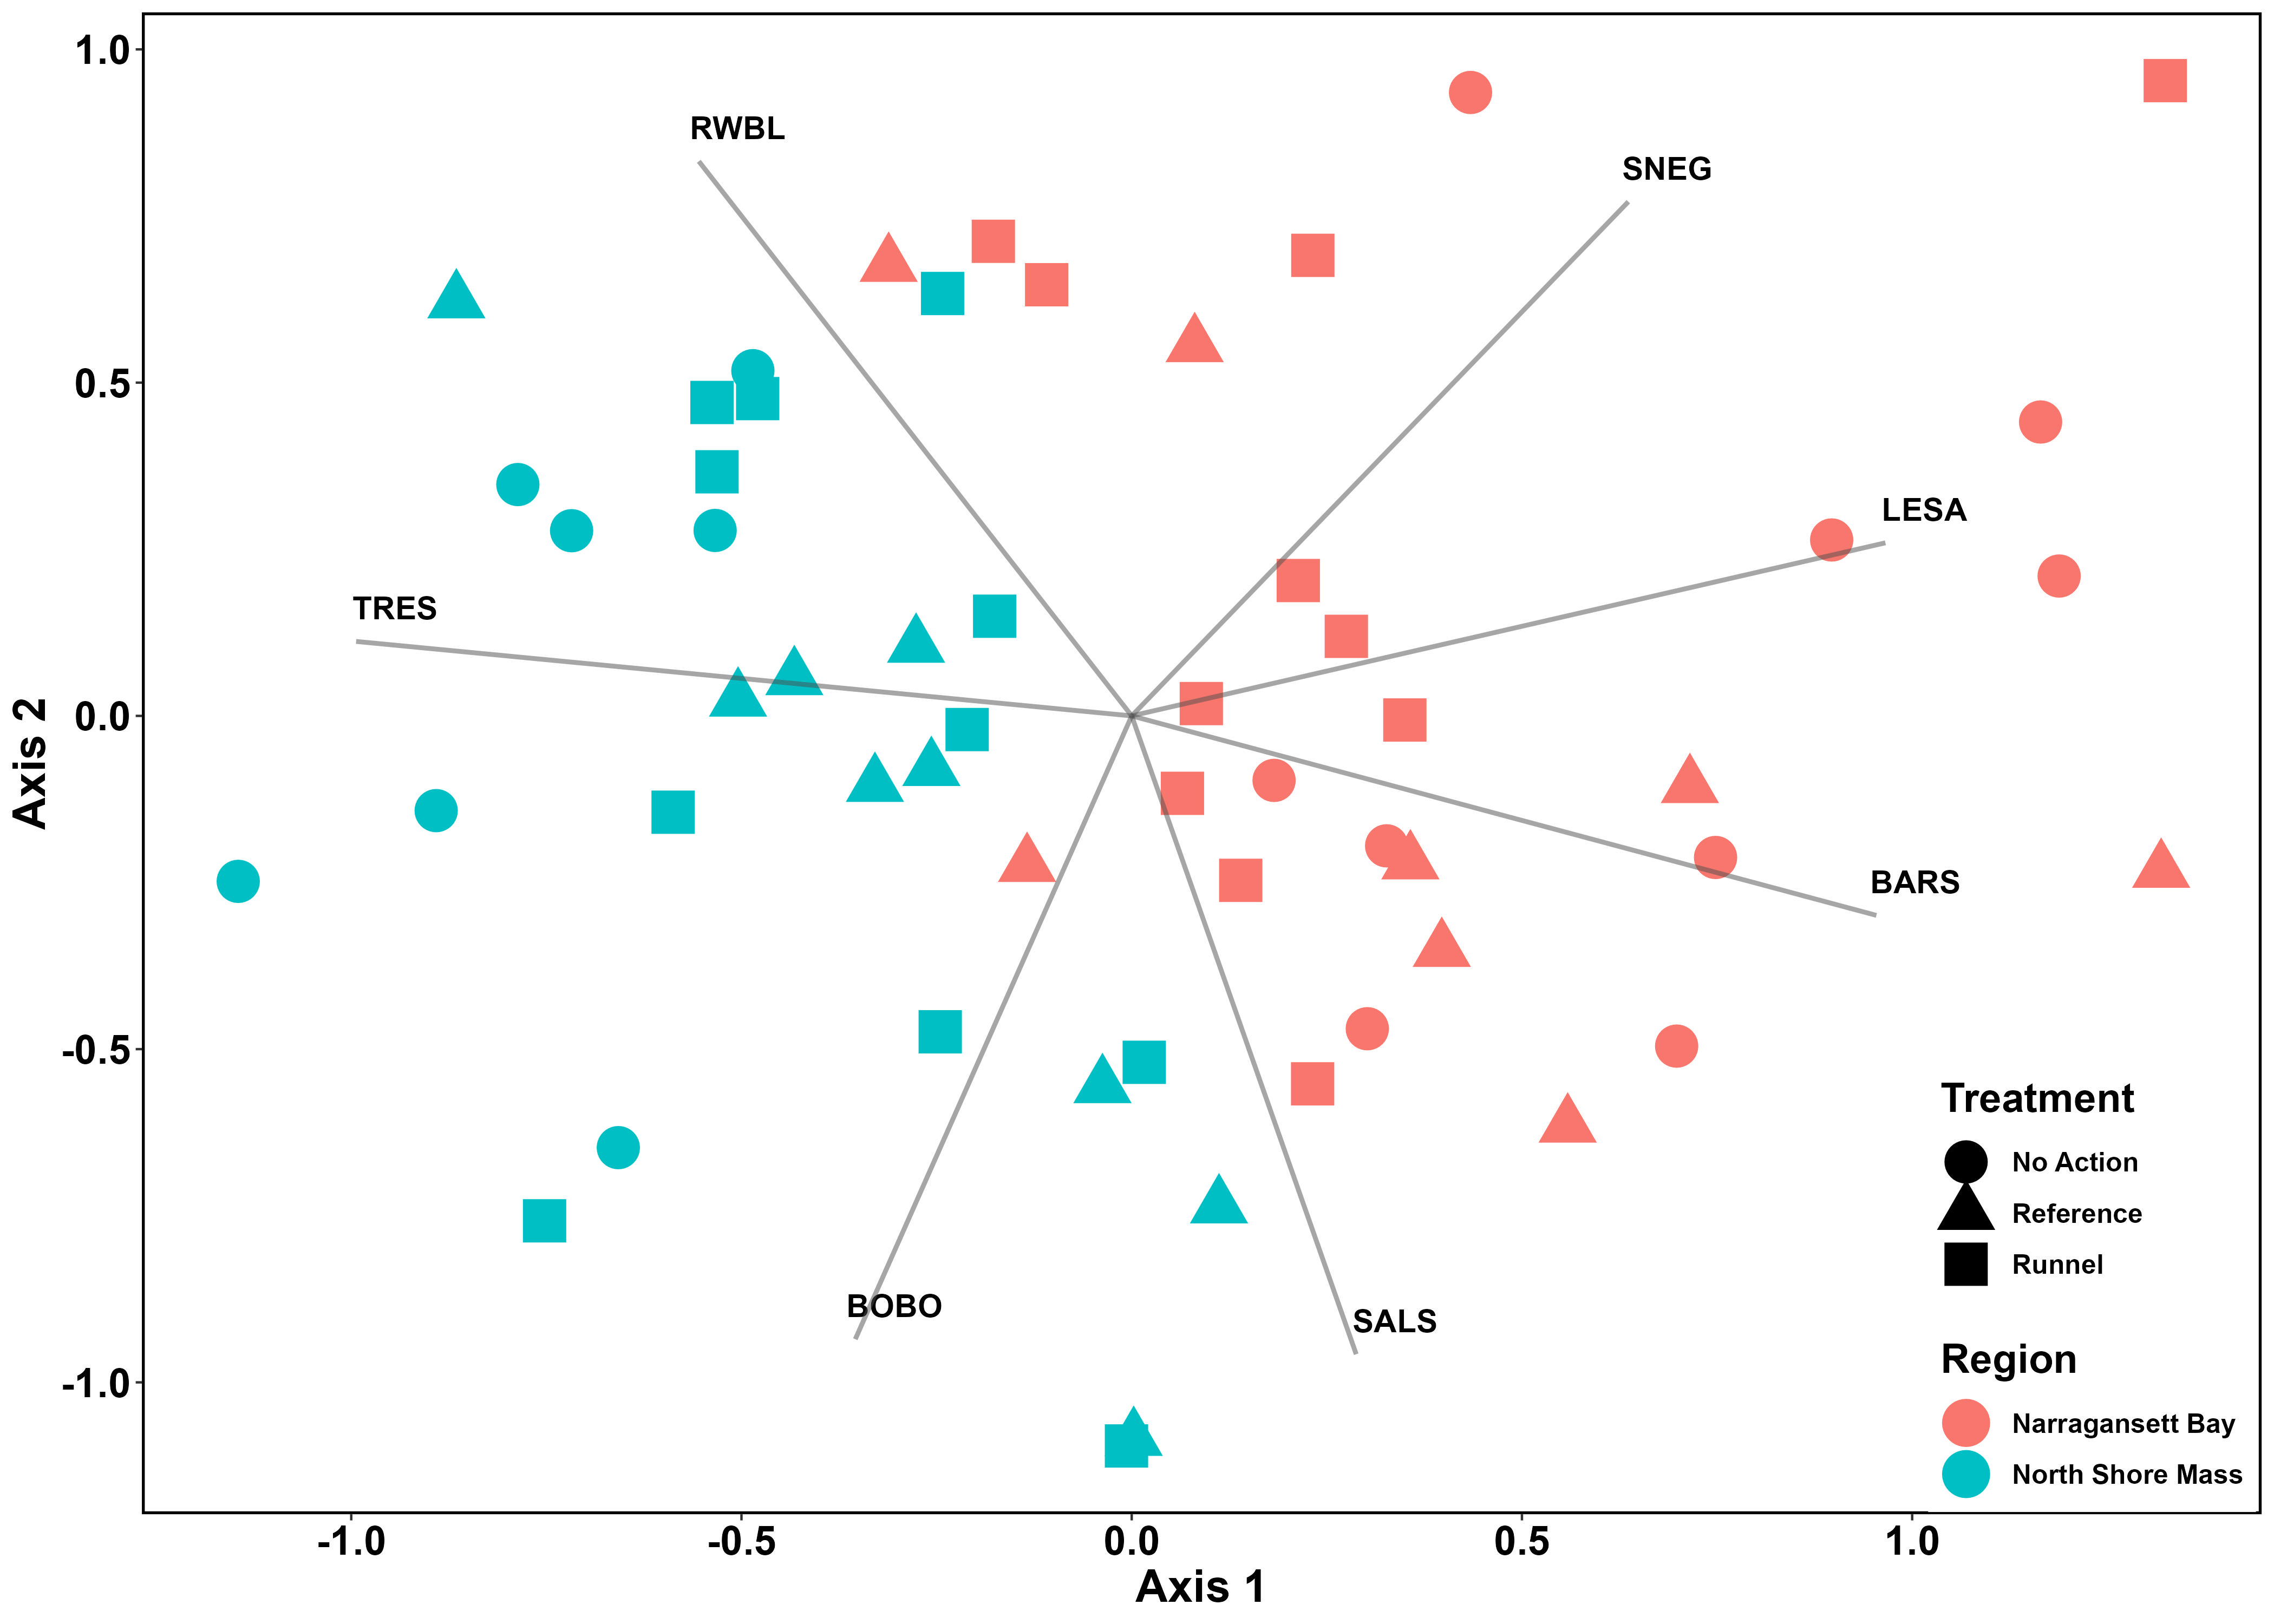 1.0
0.5
0.0
-0.5
-1.0
Axis 2
RWBL
SNEG
LESA
TRES
BARS
BOBO
SALS
Treatment
No Action
Reference
Runnel
Region
Narragansett Bay
North Shore Mass
-1.0 -0.5 0.0 0.5 1.0
Axis 1